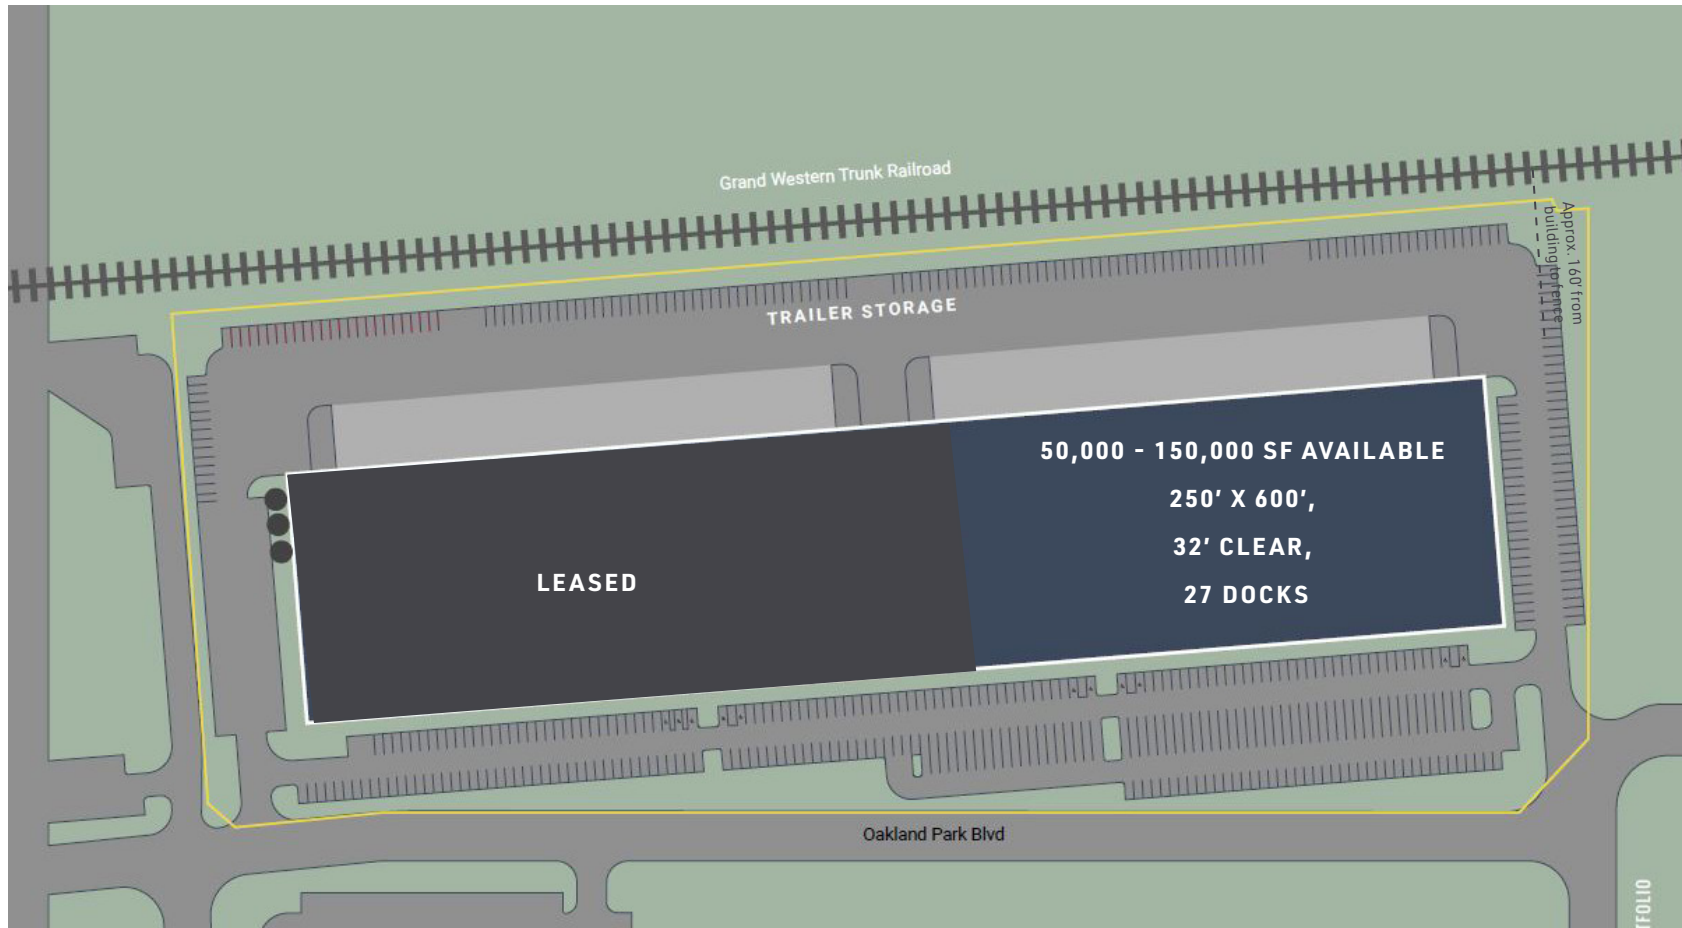 Grand Western Trunk Railroad
Approx. 160' from
building to fence
TRAILER STORAGE
50,000 - 150,000 SF AVAILABLE
250' X 600',
32' CLEAR,
27 DOCKS
LEASED
Oakland Park Blvd
TFOLIO